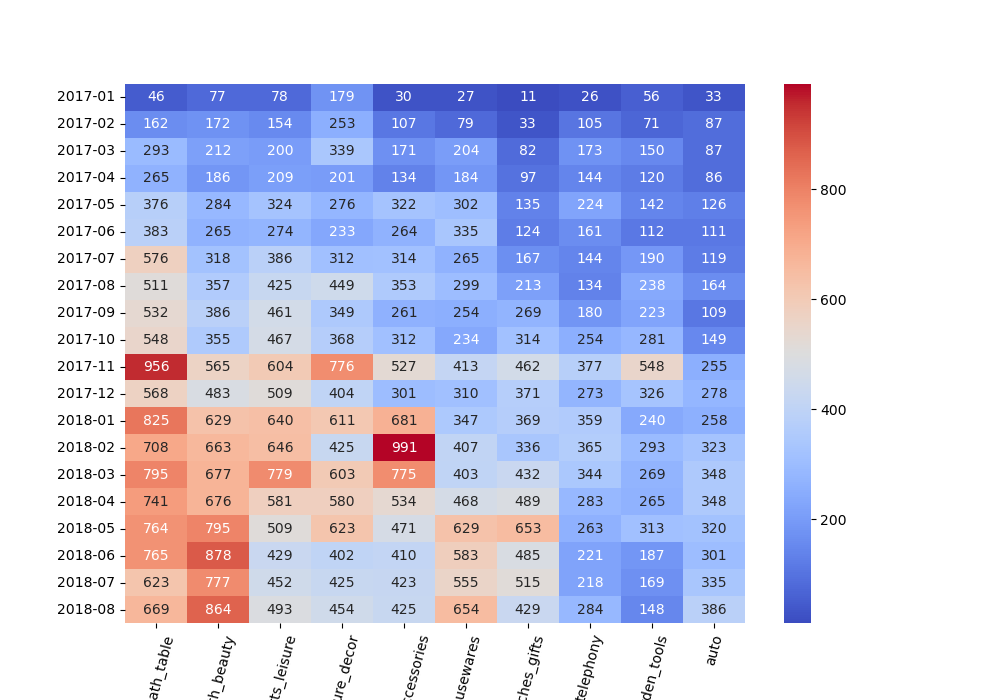 2017-01 46 77 78 179 30 27 11 26 56 33
2017-02 162 172 154 253 107 79 33 105 71 87
2017-03 293 212 200 339 171 204 82 173 150 87
2017-04 265 186 209 201 134 184 97 144 120 86
2017-05 376 284 324 276 322 302 135 224 142 126
2017-06 383 265 274 233 264 335 124 161 112 111
2017-07 576 318 386 312 314 265 167 144 190 119
2017-08 511 357 425 449 353 299 213 134 238 164
2017-09 532 386 461 349 261 254 269 180 223 109
2017-10 548 355 467 368 312 234 314 254 281 149
2017-11 956 565 604 776 527 413 462 377 548 255
2017-12 568 483 509 404 301 310 371 273 326 278
2018-01 825 629 640 611 681 347 369 359 240 258
2018-02 708 663 646 425 991 407 336 365 293 323
2018-03 795 677 779 603 775 403 432 344 269 348
2018-04 741 676 581 580 534 468 489 283 265 348
2018-05 764 795 509 623 471 629 653 263 313 320
2018-06 765 878 429 402 410 583 485 221 187 301
2018-07 623 777 452 425 423 555 515 218 169 335
2018-08 669 864 493 454 425 654 429 284 148 386
ath_table h_beauty ts_leisure ure_decor ccessories usewares ches_gifts telephony den_tools auto
800
600
400
200